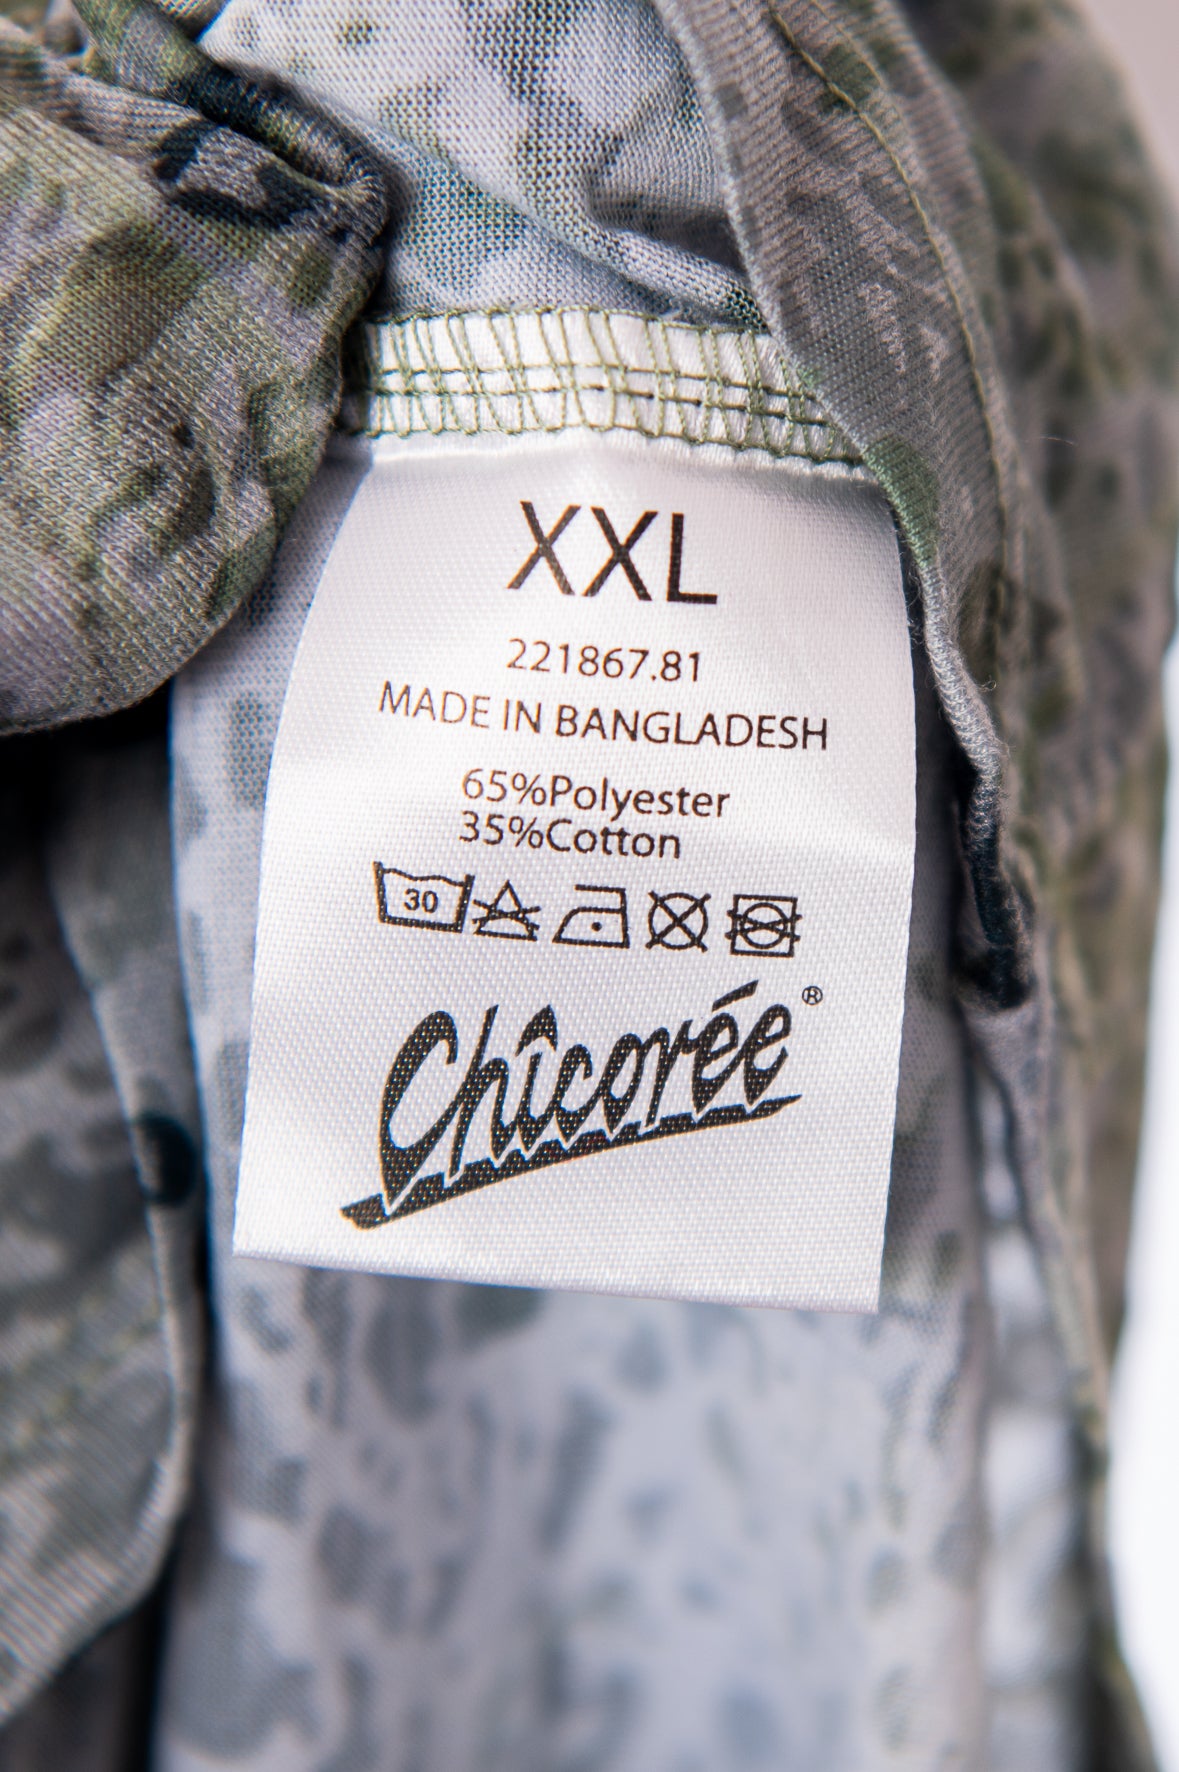 XXL
221867.81
MADE IN BANGLADESH
65%Polyester
35%Cotton
30
Chîcorée®